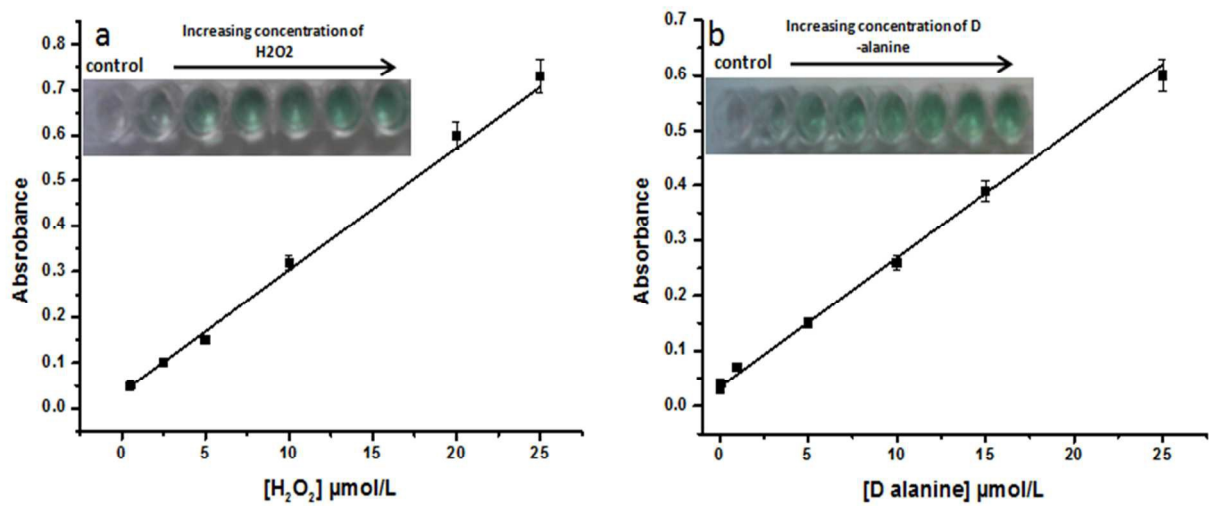 a
Increasing concentration of
H2O2
control
0.8
0.7
0.6
0.5
0.4
0.3
0.2
0.1
0.0
Absrobance
0
5
10
15
20
25
[H₂O₂] µmol/L
b
Increasing concentration of D
-alanine
control
0.7
0.6
0.5
0.4
0.3
0.2
0.1
0.0
Absorbance
0
5
10
15
20
25
[D alanine] µmol/L